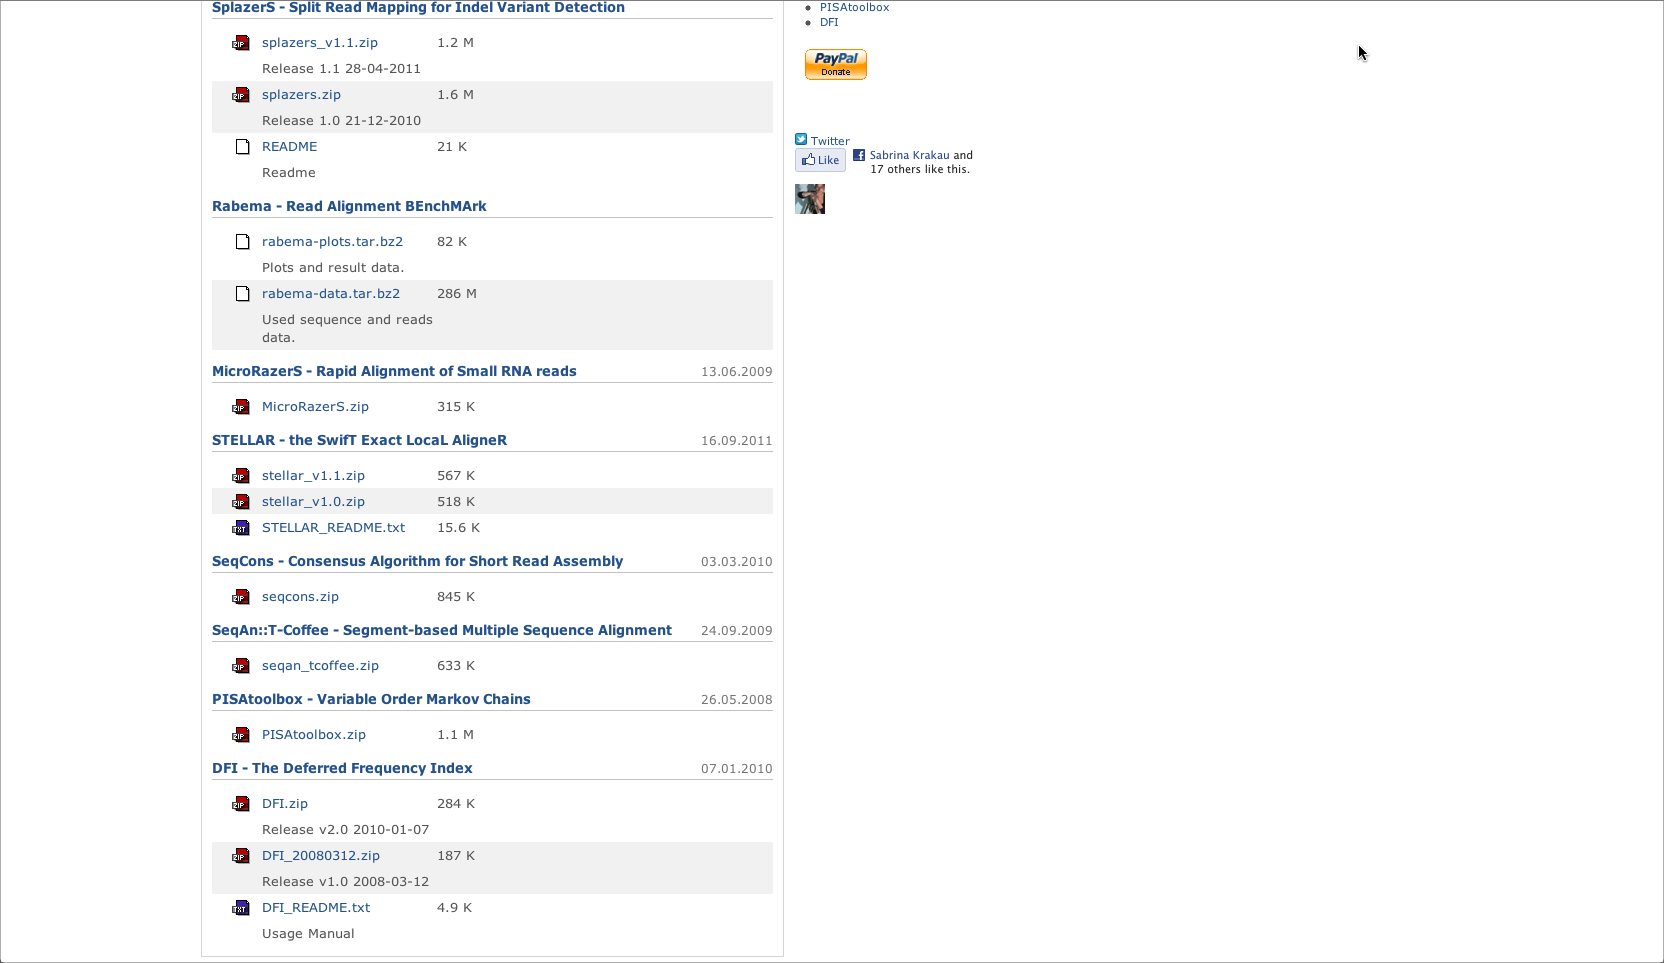 SplazerS - Split Read Mapping for Indel Variant Detection
splazers_v1.1.zip 1.2 M
Release 1.1 28-04-2011
splazers.zip 1.6 M
Release 1.0 21-12-2010
README 21 K
Readme
Rabema - Read Alignment BEnchMArk
rabema-plots.tar.bz2 82 K
Plots and result data.
rabema-data.tar.bz2 286 M
Used sequence and reads
data.
MicroRazerS - Rapid Alignment of Small RNA reads 13.06.2009
ZIP MicroRazerS.zip 315 K
STELLAR - the SwifT Exact LocaL AligneR 16.09.2011
stellar_v1.1.zip 567 K
stellar_v1.0.zip 518 K
STELLAR_README.txt 15.6 K
SeqCons - Consensus Algorithm for Short Read Assembly 03.03.2010
seqcons.zip 845 K
SeqAn::T-Coffee - Segment-based Multiple Sequence Alignment 24.09.2009
seqan_tcoffee.zip 633 K
PISAtoolbox - Variable Order Markov Chains 26.05.2008
PISAtoolbox.zip 1.1 M
DFI - The Deferred Frequency Index 07.01.2010
DFI.zip 284 K
Release v2.0 2010-01-07
DFI_20080312.zip 187 K
Release v1.0 2008-03-12
DFI_README.txt 4.9 K
Usage Manual
PISAtoolbox
DFI
PayPal
Donate
Twitter
Like
Sabrina Krakau and
17 others like this.